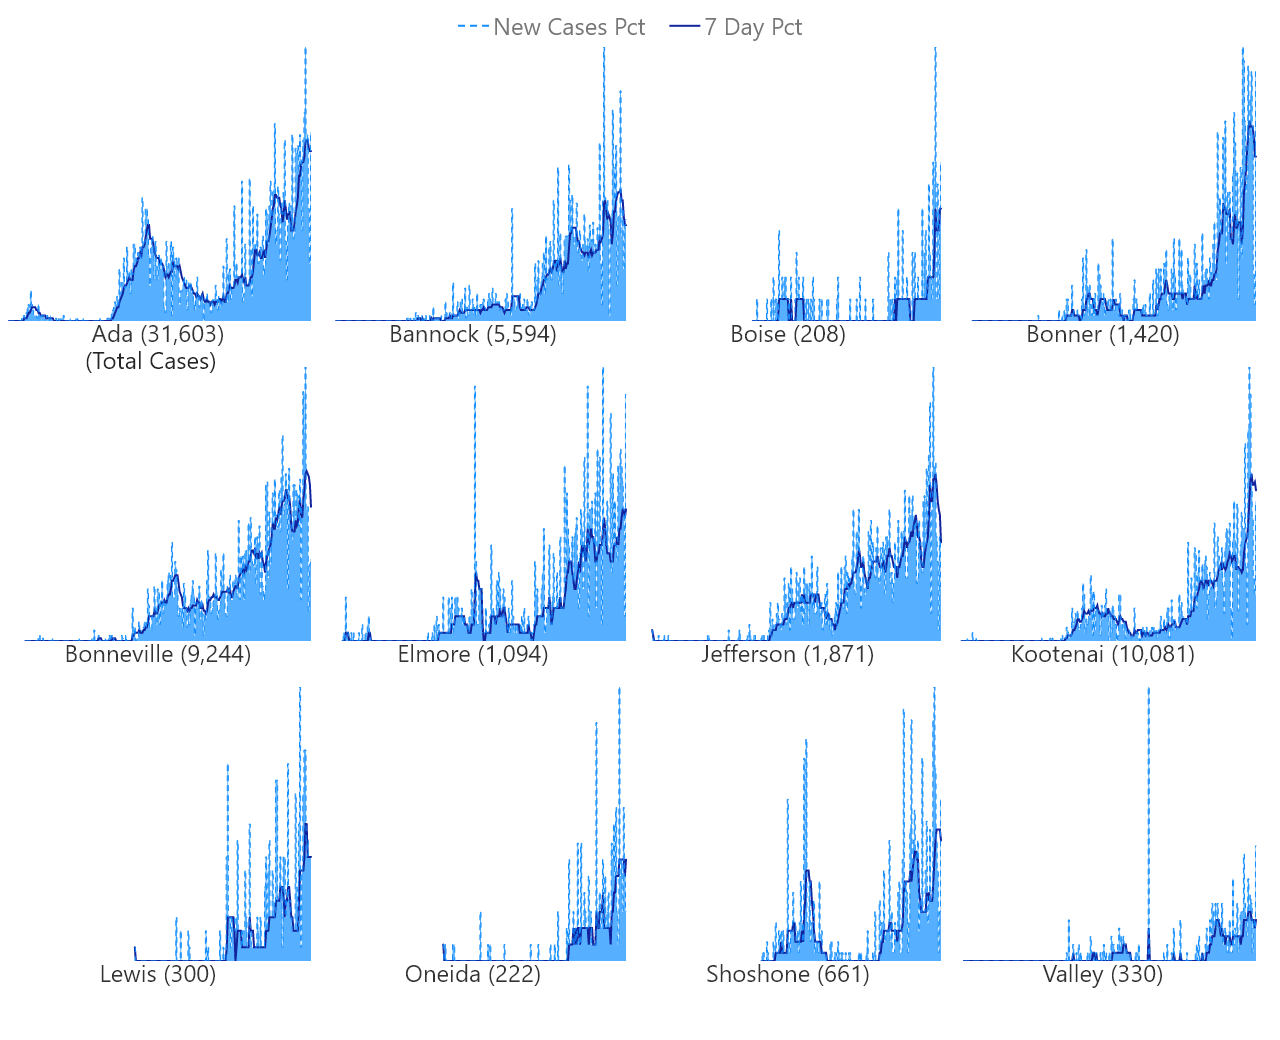 New Cases Pct 7 Day Pct
Ada (31,603) Bannock (5,594) Boise (208) Bonner (1,420)
(Total Cases)
Bonneville (9,244) Elmore (1,094) Jefferson (1,871) Kootenai (10,081)
Lewis (300) Oneida (222) Shoshone (661) Valley (330)